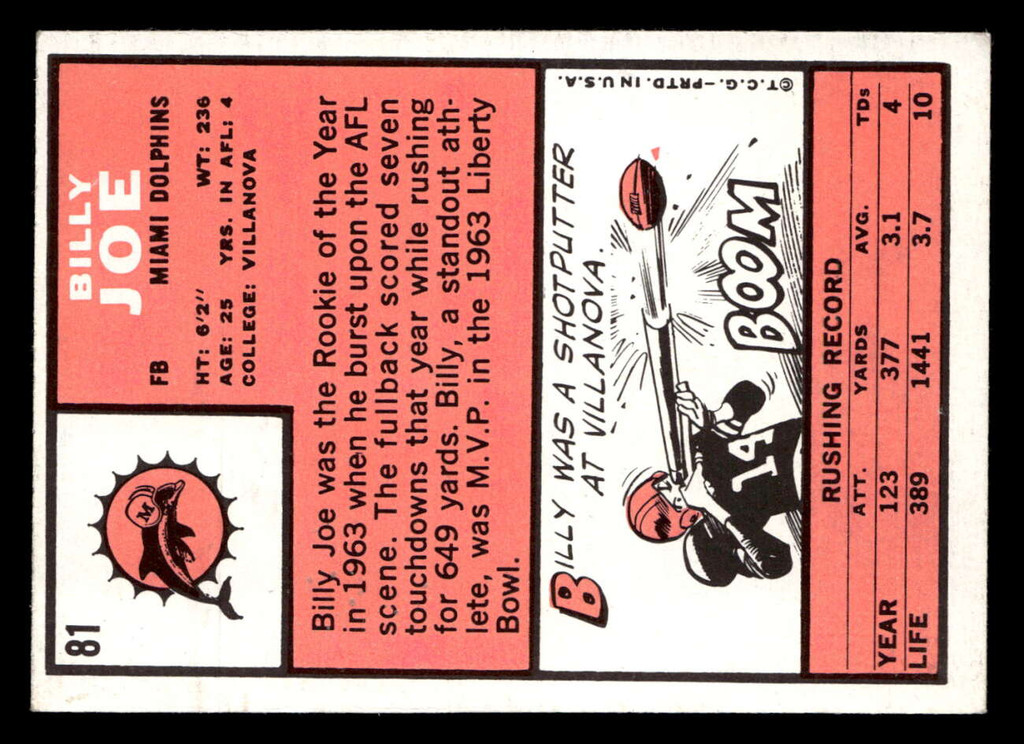 81
M
BILLY
JOE
FB MIAMI DOLPHINS
HT: 6'2" WT: 236
AGE: 25 YRS. IN AFL: 4
COLLEGE: VILLANOVA
Billy Joe was the Rookie of the Year
in 1963 when he burst upon the AFL
scene. The fullback scored seven
touchdowns that year while rushing
for 649 yards. Billy, a standout ath-
lete, was M.V.P. in the 1963 Liberty
Bowl.
BILLY WAS A SHOTPUTTER
AT VILLANOVA.
BOOM
14
©T.C.G.–PRTD.IN U.S.A.
RUSHING RECORD
ATT. YARDS AVG. TDs
YEAR 123 377 3.1 4
LIFE 389 1441 3.7 10